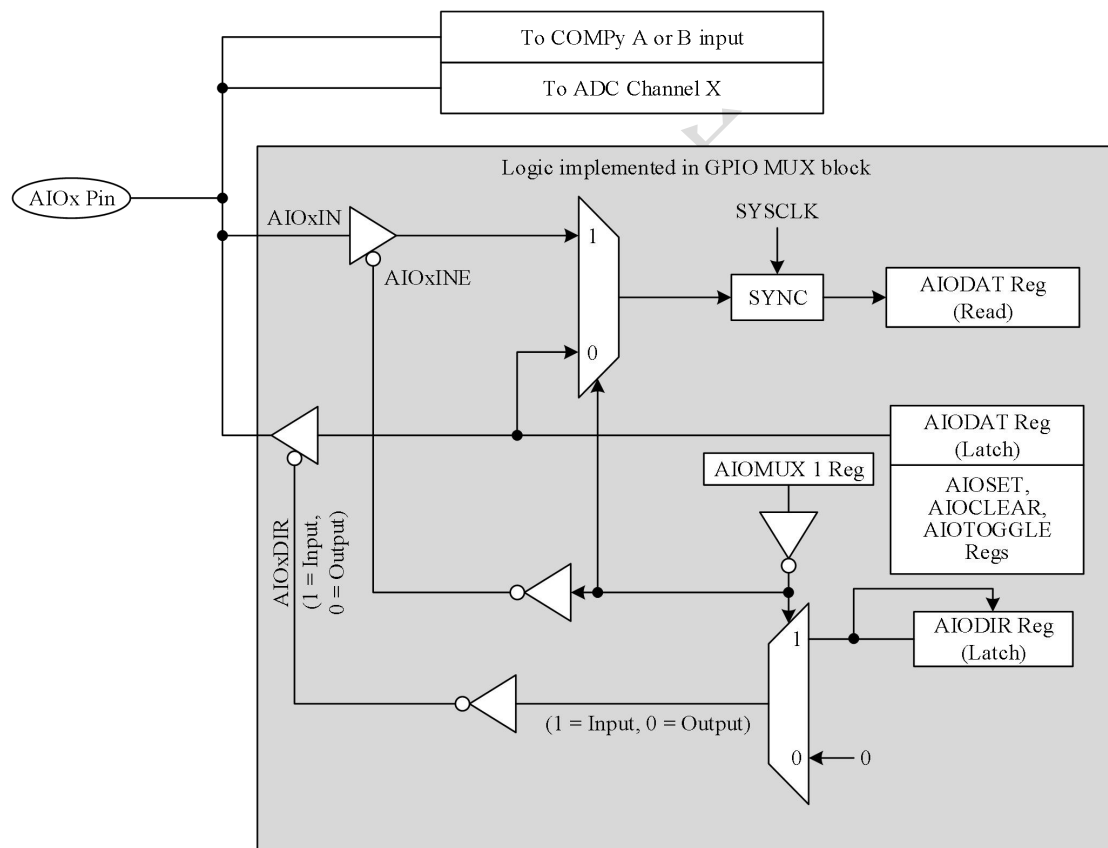 To COMPy A or B input
To ADC Channel X
Logic implemented in GPIO MUX block
AIOx Pin
AIOxIN
1
SYSCLK
AIOxINE
SYNC
AIODAT Reg
(Read)
0
AIODAT Reg
(Latch)
AIOMUX 1 Reg
AIOSET,
AIOCLEAR,
AIOTOGGLE
Regs
AIOxDIR
(1 = Input,
0 = Output)
1
AIODIR Reg
(Latch)
(1 = Input, 0 = Output)
0
0